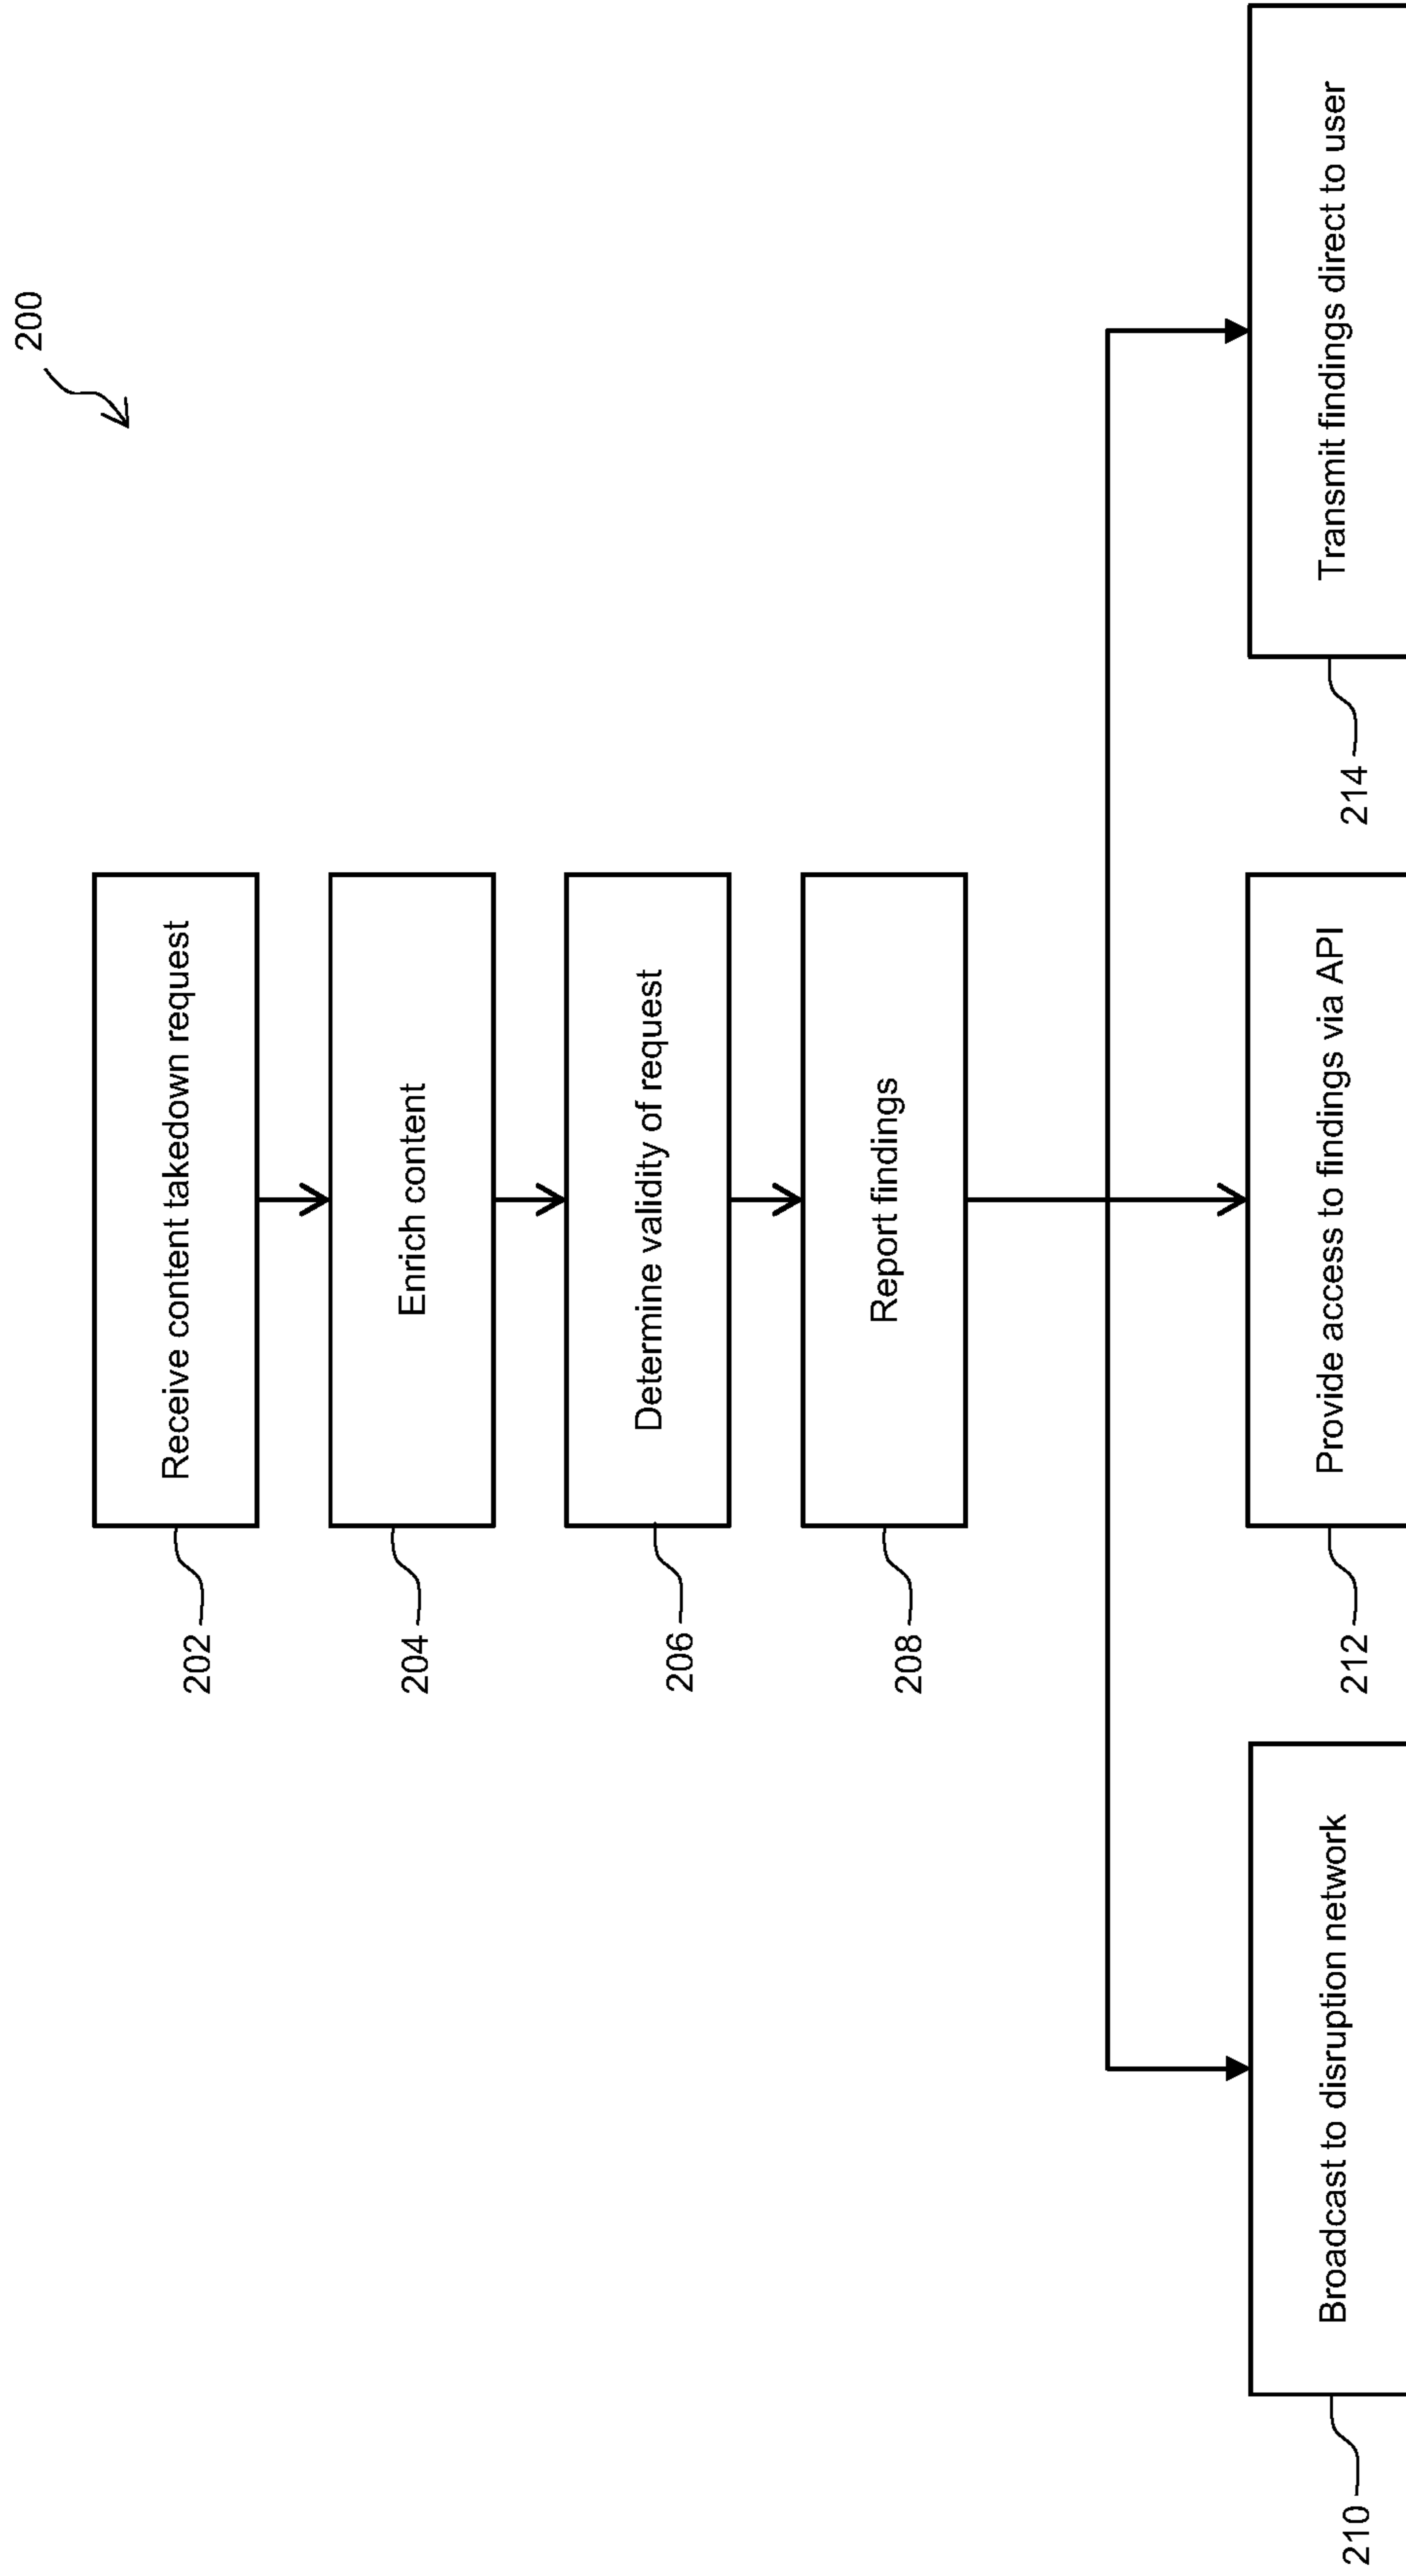 200
202
Receive content takedown request
204
Enrich content
206
Determine validity of request
208
Report findings
210
Broadcast to disruption network
212
Provide access to findings via API
214
Transmit findings direct to user